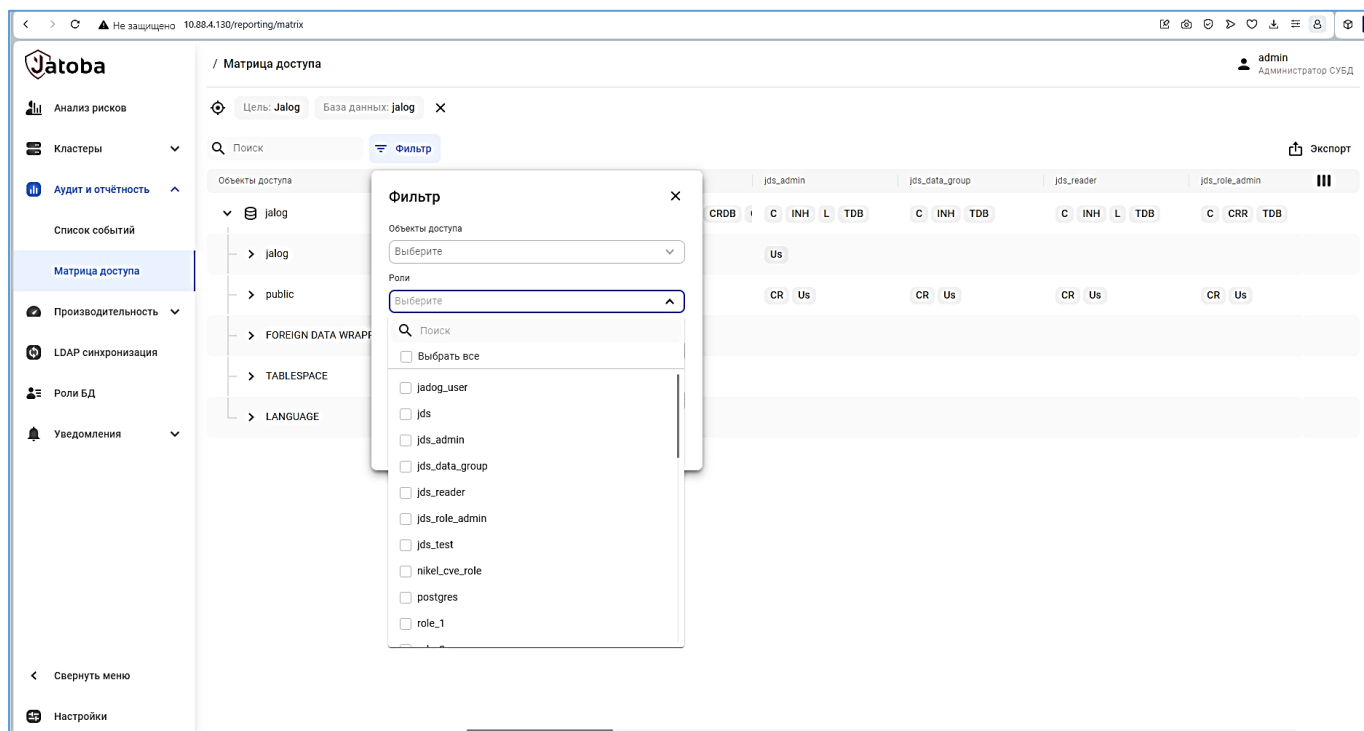 Не защищено 10.88.4.130/reporting/matrix
Jatoba
/ Матрица доступа
admin
Администратор СУБД
Анализ рисков
Кластеры
Аудит и отчётность
Список событий
Матрица доступа
Производительность
LDAP синхронизация
Роли БД
Уведомления
Свернуть меню
Настройки
Цель: Jalog База данных: jalog
Поиск Фильтр Экспорт
Объекты доступа jds_admin jds_data_group jds_reader jds_role_admin
jalog CRDB C INH L TDB C INH TDB C INH L TDB C CRR TDB
jalog Us
public CR Us CR Us CR Us CR Us
FOREIGN DATA WRAPP
TABLESPACE
LANGUAGE
Фильтр
Объекты доступа
Выберите
Роли
Выберите
Поиск
Выбрать все
jadog_user
jds
jds_admin
jds_data_group
jds_reader
jds_role_admin
jds_test
nikel_cve_role
postgres
role_1